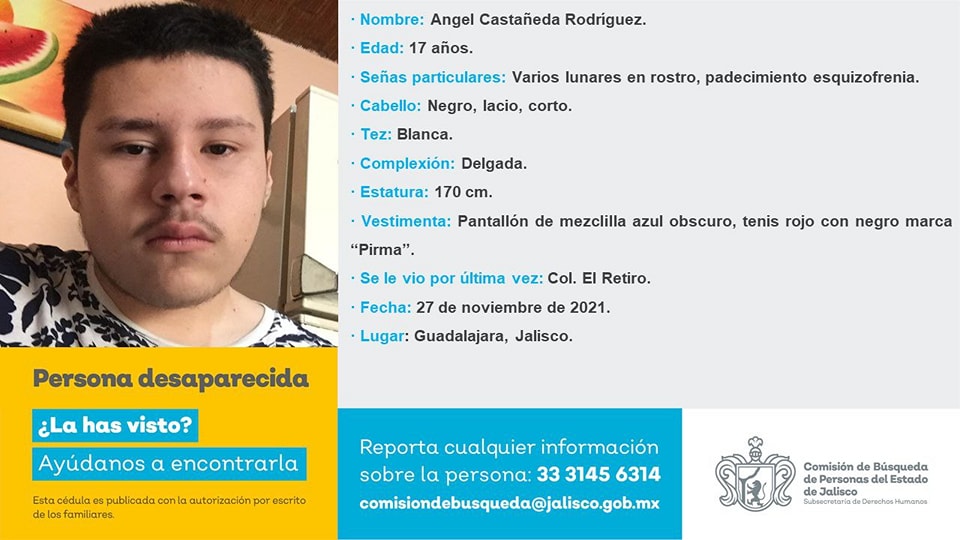 · Nombre: Angel Castañeda Rodríguez.
· Edad: 17 años.
· Señas particulares: Varios lunares en rostro, padecimiento esquizofrenia.
· Cabello: Negro, lacio, corto.
· Tez: Blanca.
· Complexión: Delgada.
· Estatura: 170 cm.
· Vestimenta: Pantallón de mezclilla azul obscuro, tenis rojo con negro marca
“Pirma”.
· Se le vio por última vez: Col. El Retiro.
· Fecha: 27 de noviembre de 2021.
· Lugar: Guadalajara, Jalisco.
Persona desaparecida
¿La has visto?
Ayúdanos a encontrarla
Esta cédula es publicada con la autorización por escrito
de los familiares.
Reporta cualquier información
sobre la persona: 33 3145 6314
comisiondebusqueda@jalisco.gob.mx
Comisión de Búsqueda
de Personas del Estado
de Jalisco
Subsecretaría de Derechos Humanos